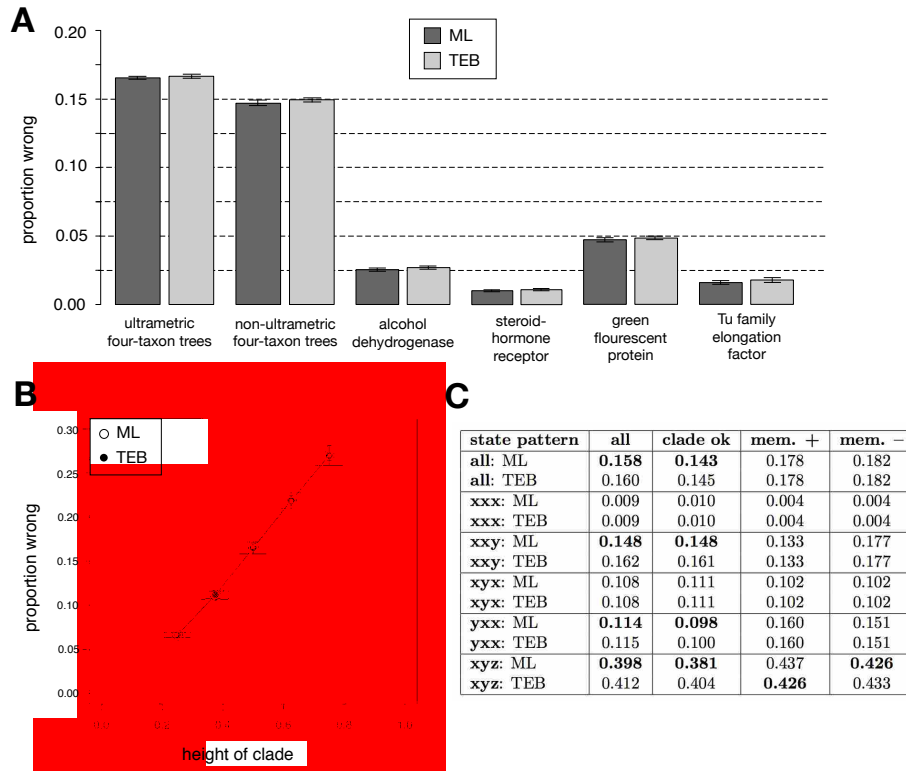 A
0.20
0.15
0.10
0.05
0.00
proportion wrong
ML
TEB
ultrametric
four-taxon trees
non-ultrametric
four-taxon trees
alcohol
dehydrogenase
steroid-
hormone
receptor
green
flourescent
protein
Tu family
elongation
factor
B
0.30
0.25
0.20
0.15
0.10
0.05
0.00
proportion wrong
ML
TEB
0.0 0.2 0.4 0.6 0.8 1.0
height of clade
C
state pattern all clade ok mem. + mem. −
all: ML 0.158 0.143 0.178 0.182
all: TEB 0.160 0.145 0.178 0.182
xxx: ML 0.009 0.010 0.004 0.004
xxx: TEB 0.009 0.010 0.004 0.004
xxy: ML 0.148 0.148 0.133 0.177
xxy: TEB 0.162 0.161 0.133 0.177
xyx: ML 0.108 0.111 0.102 0.102
xyx: TEB 0.108 0.111 0.102 0.102
yxx: ML 0.114 0.098 0.160 0.151
yxx: TEB 0.115 0.100 0.160 0.151
xyz: ML 0.398 0.381 0.437 0.426
xyz: TEB 0.412 0.404 0.426 0.433